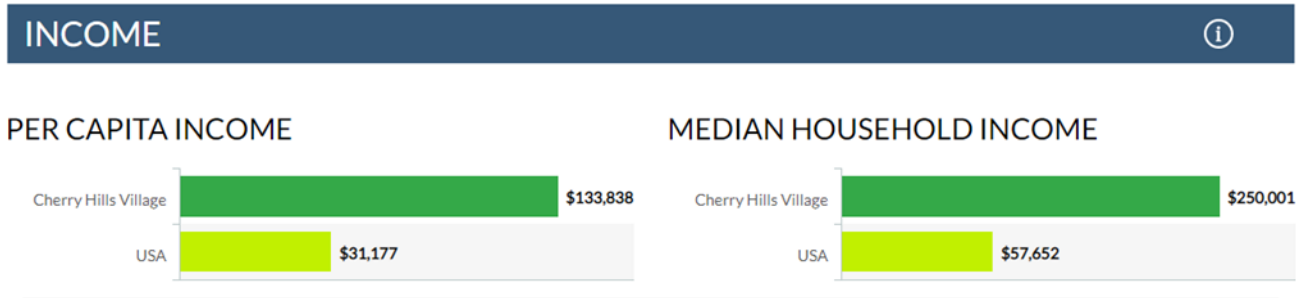 INCOME
PER CAPITA INCOME
Cherry Hills Village $133,838
USA $31,177
MEDIAN HOUSEHOLD INCOME
Cherry Hills Village $250,001
USA $57,652